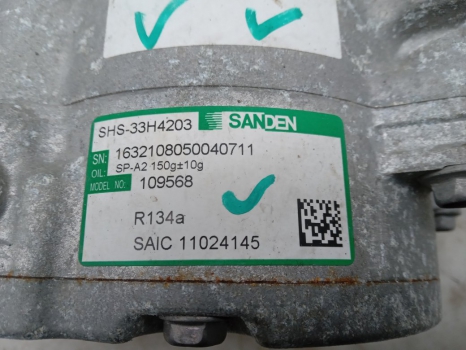 SHS-33H4203 SANDEN
SN: 1632108050040711
OIL: SP-A2 150g±10g
MODEL NO: 109568
R134a
SAIC 11024145